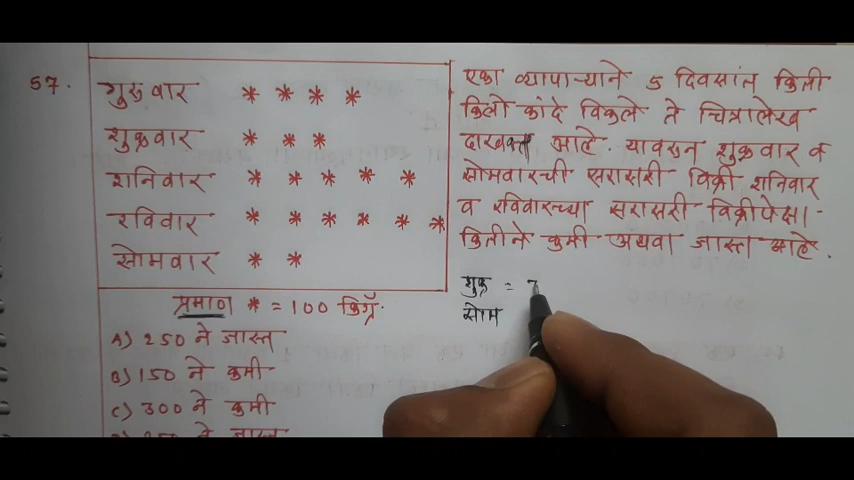 57.
गुरुवार * * * *
शुक्रवार * * *
शनिवार * * * * *
रविवार * * * * * *
सोमवार * *
प्रमाण * = 100 किग्रॅ.
A) 250 ने जास्त
B) 150 ने कमी
C) 300 ने कमी
एका व्यापाऱ्याने 5 दिवसांत किती
किलो कांदे विकले ते चित्रालेख
दाखवत आहे. यावरुन शुक्रवार व
सोमवारची सरासरी विक्री शनिवार
व रविवारच्या सरासरी विक्रीपेक्षा
कितीने कमी अथवा जास्त आहे.
शुक्र =
सोम